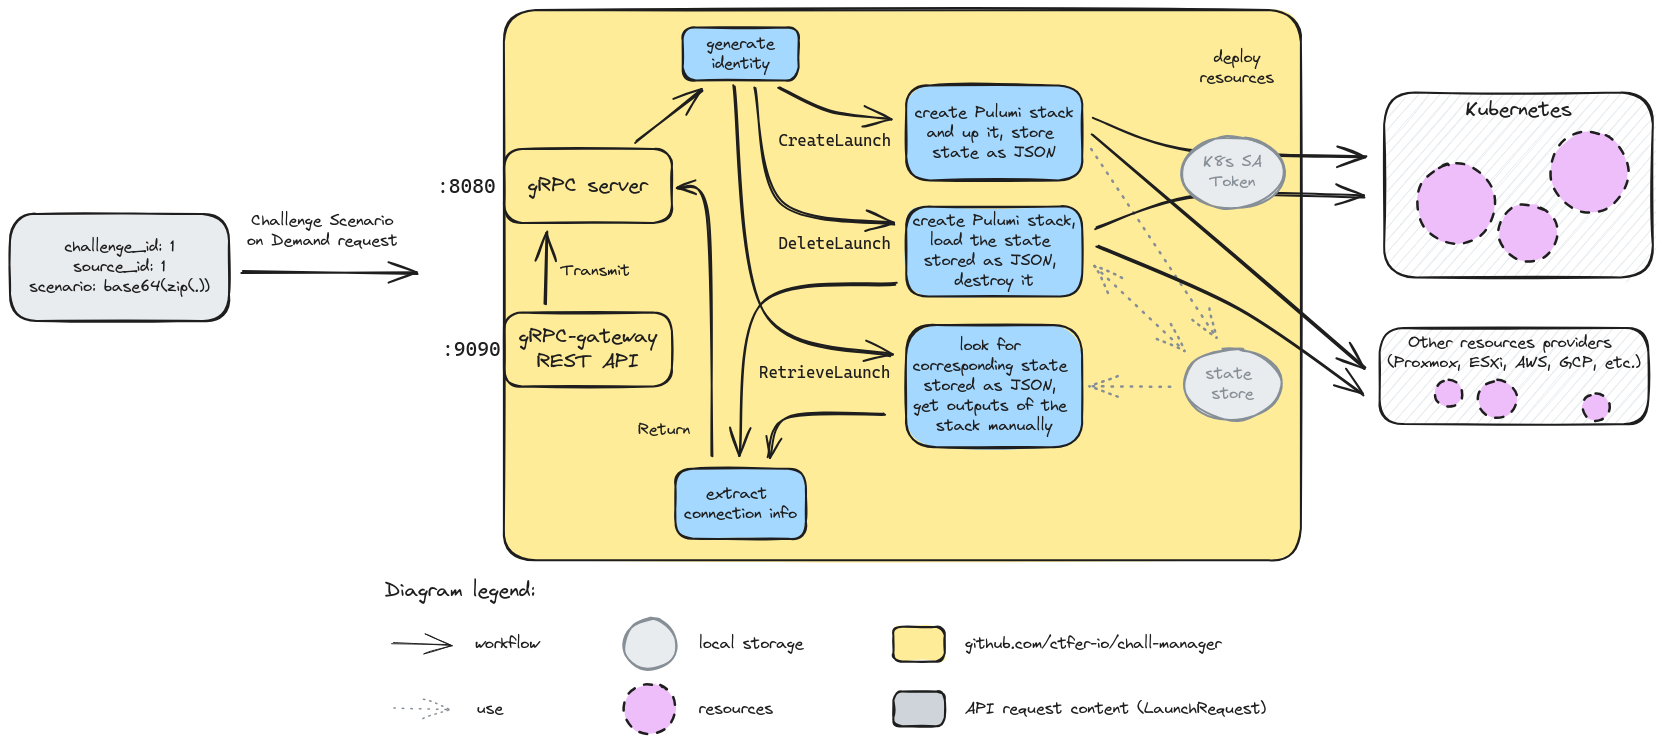 challenge_id: 1
source_id: 1
scenario: base64(zip(.))
Challenge Scenario
on Demand request
:8080
:9090
generate
identity
gRPC server
Transmit
gRPC-gateway
REST API
Return
extract
connection info
CreateLaunch
DeleteLaunch
RetrieveLaunch
create Pulumi stack
and up it, store
state as JSON
create Pulumi stack,
load the state
stored as JSON,
destroy it
look for
corresponding state
stored as JSON,
get outputs of the
stack manually
deploy
resources
K8s SA
Token
state
store
Kubernetes
Other resources providers
(Proxmox, ESXi, AWS, GCP, etc.)
Diagram legend:
workflow
local storage
github.com/ctfer-io/chall-manager
use
resources
API request content (LaunchRequest)